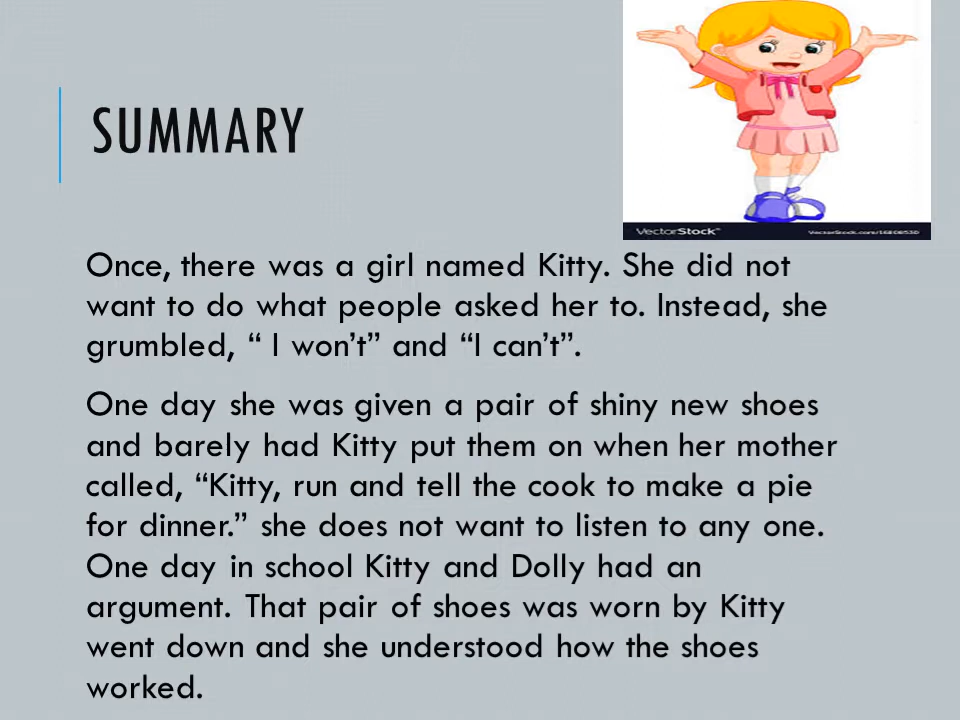 SUMMARY
VectorStock™
VectorStock.com/16808530
Once, there was a girl named Kitty. She did not
want to do what people asked her to. Instead, she
grumbled, “ I won’t” and “I can’t”.
One day she was given a pair of shiny new shoes
and barely had Kitty put them on when her mother
called, “Kitty, run and tell the cook to make a pie
for dinner.” she does not want to listen to any one.
One day in school Kitty and Dolly had an
argument. That pair of shoes was worn by Kitty
went down and she understood how the shoes
worked.